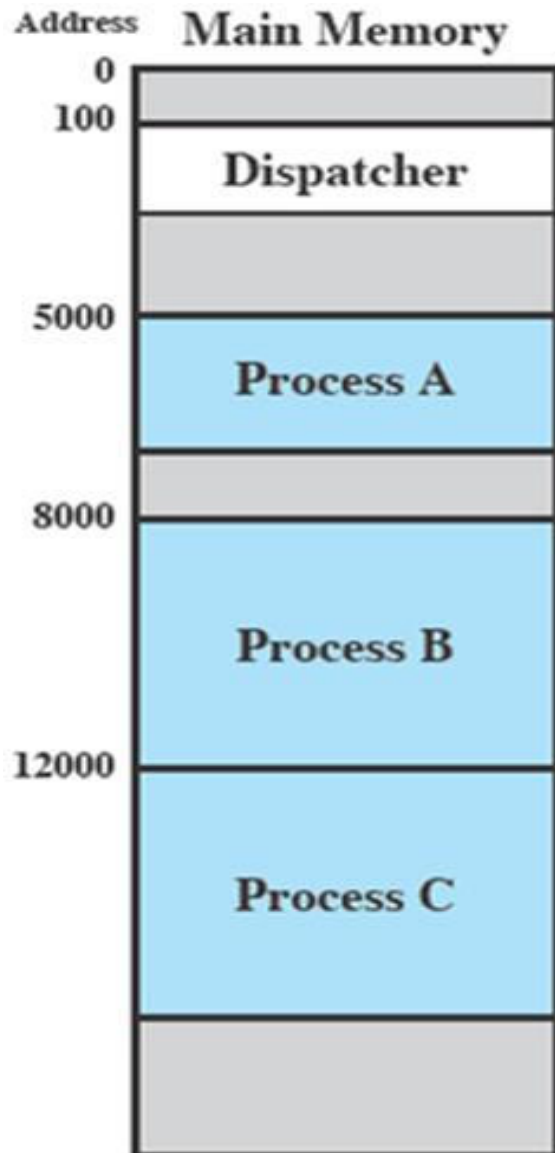 Address Main Memory
0
100
Dispatcher
5000
Process A
8000
Process B
12000
Process C